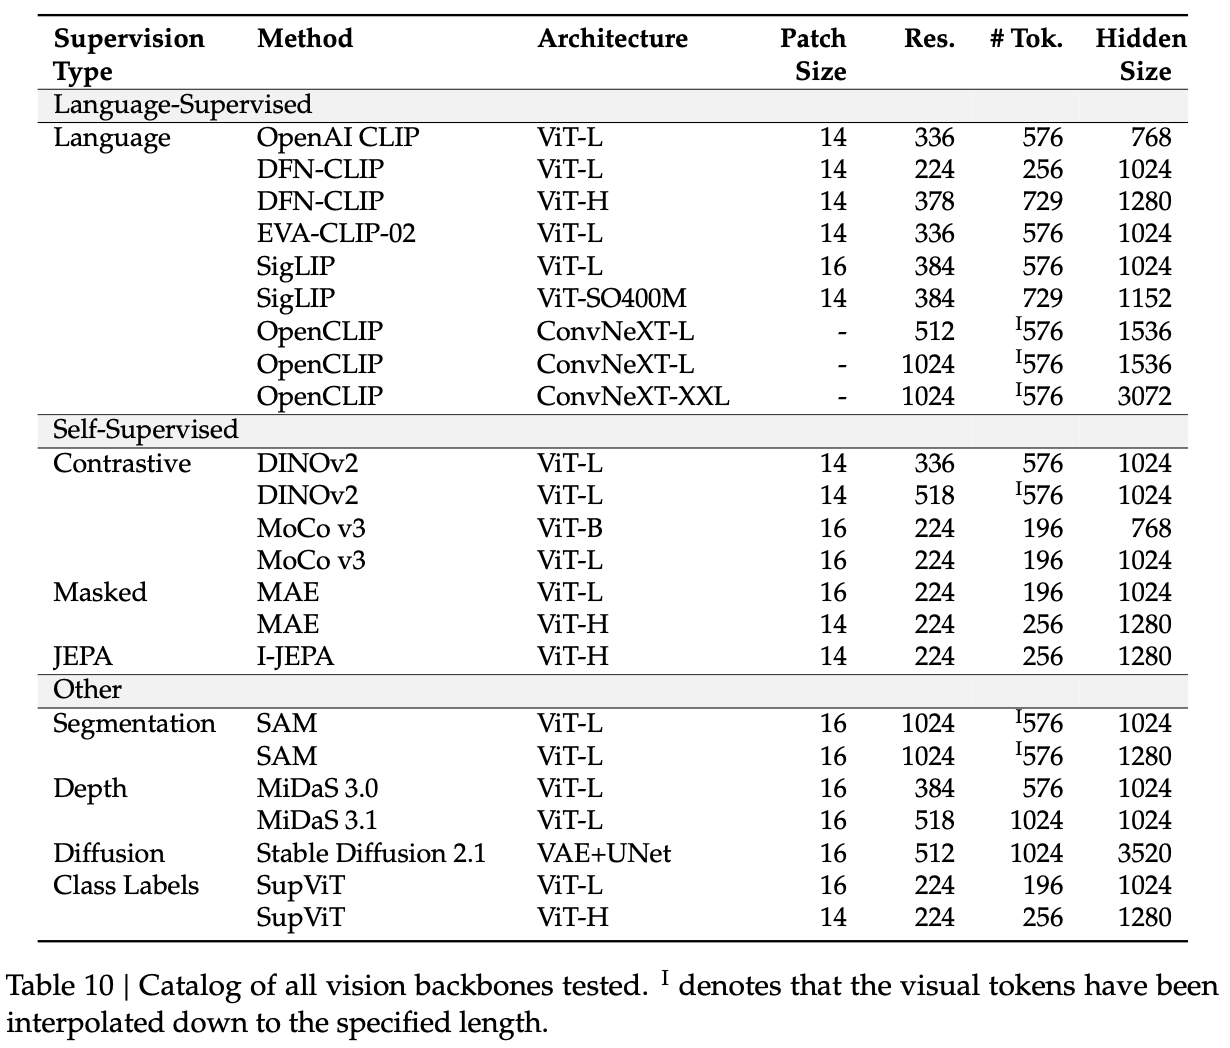 Supervision Type Method Architecture Patch Size Res. # Tok. Hidden Size
Language-Supervised
Language OpenAI CLIP ViT-L 14 336 576 768
DFN-CLIP ViT-L 14 224 256 1024
DFN-CLIP ViT-H 14 378 729 1280
EVA-CLIP-02 ViT-L 14 336 576 1024
SigLIP ViT-L 16 384 576 1024
SigLIP ViT-SO400M 14 384 729 1152
OpenCLIP ConvNeXT-L - 512 ᴵ576 1536
OpenCLIP ConvNeXT-L - 1024 ᴵ576 1536
OpenCLIP ConvNeXT-XXL - 1024 ᴵ576 3072
Self-Supervised
Contrastive DINOv2 ViT-L 14 336 576 1024
DINOv2 ViT-L 14 518 ᴵ576 1024
MoCo v3 ViT-B 16 224 196 768
MoCo v3 ViT-L 16 224 196 1024
Masked MAE ViT-L 16 224 196 1024
MAE ViT-H 14 224 256 1280
JEPA I-JEPA ViT-H 14 224 256 1280
Other
Segmentation SAM ViT-L 16 1024 ᴵ576 1024
SAM ViT-L 16 1024 ᴵ576 1280
Depth MiDaS 3.0 ViT-L 16 384 576 1024
MiDaS 3.1 ViT-L 16 518 1024 1024
Diffusion Stable Diffusion 2.1 VAE+UNet 16 512 1024 3520
Class Labels SupViT ViT-L 16 224 196 1024
SupViT ViT-H 14 224 256 1280
Table 10 | Catalog of all vision backbones tested. ᴵ denotes that the visual tokens have been
interpolated down to the specified length.